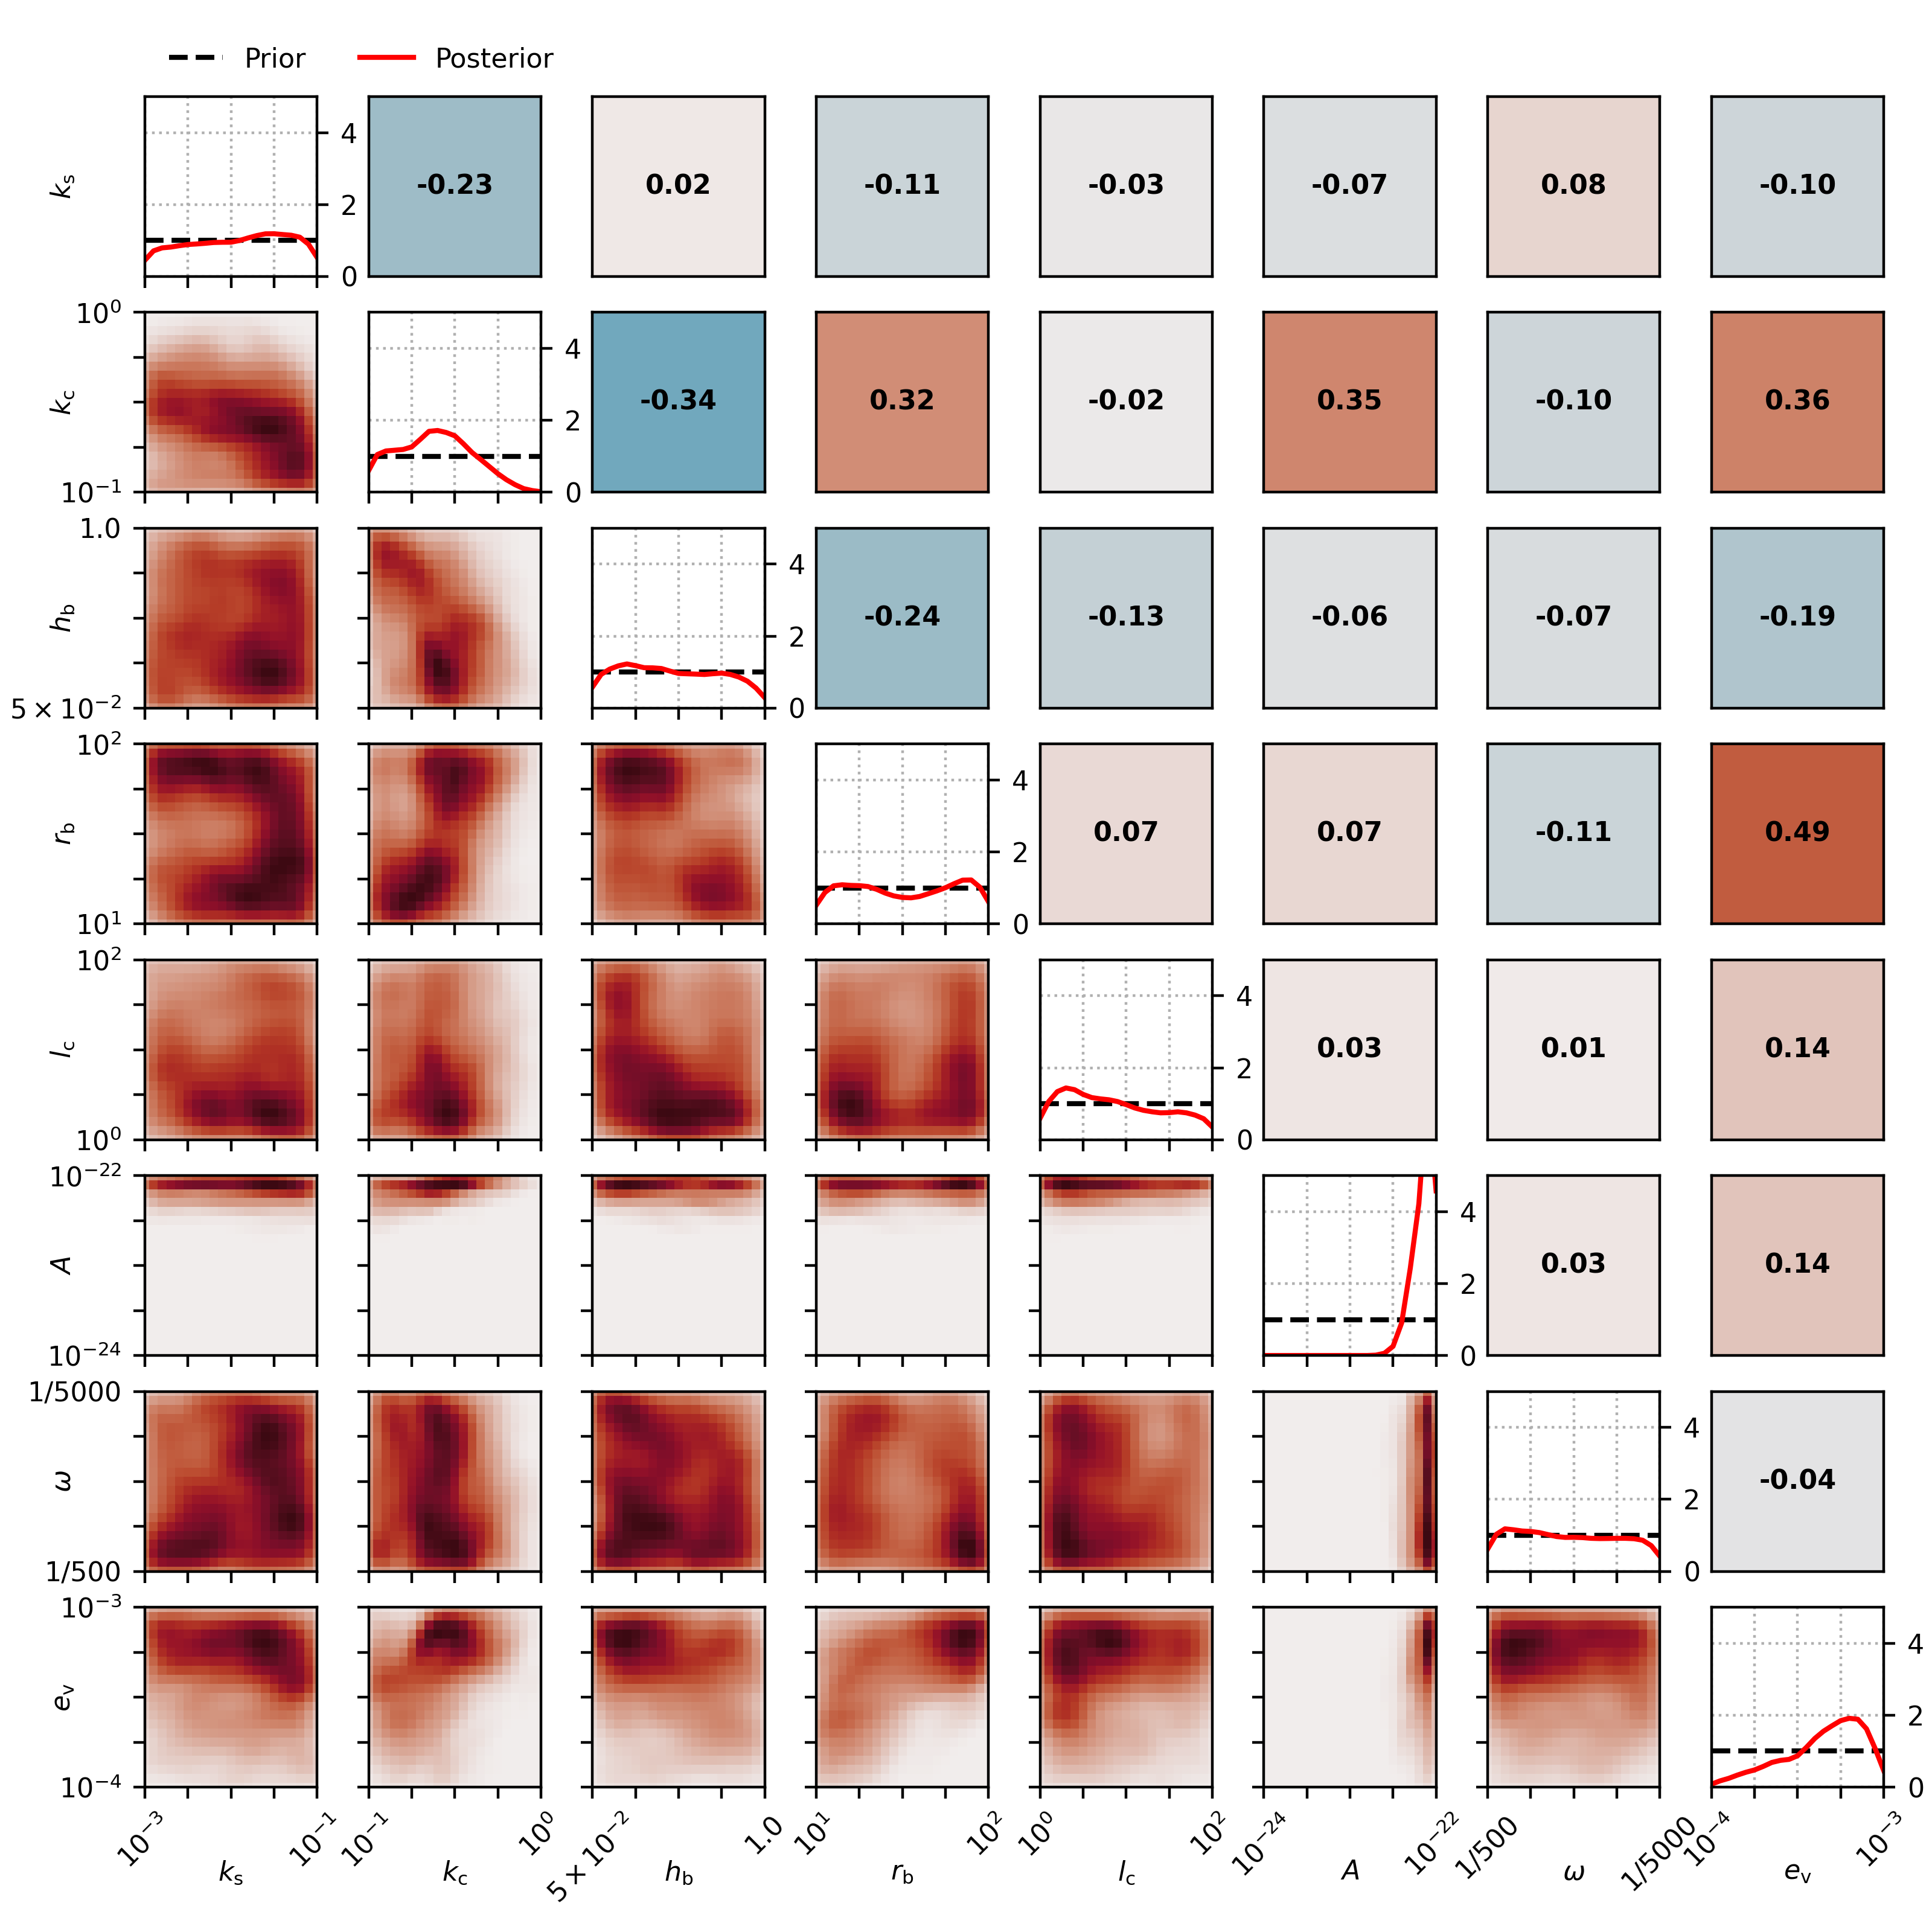 Prior Posterior
k_s 4 2 0 -0.23 0.02 -0.11 -0.03 -0.07 0.08 -0.10
10^0 k_c 10^-1 4 2 0 -0.34 0.32 -0.02 0.35 -0.10 0.36
1.0 h_b 5 × 10^-2 4 2 0 -0.24 -0.13 -0.06 -0.07 -0.19
10^2 r_b 10^1 4 2 0 0.07 0.07 -0.11 0.49
10^2 l_c 10^0 4 2 0 0.03 0.01 0.14
10^-22 A 10^-24 4 2 0 0.03 0.14
1/5000 ω 1/500 4 2 0 -0.04
10^-3 e_v 10^-4 4 2 0
10^-3 10^-1 10^-1 10^0 5 × 10^-2 1.0 10^1 10^2 10^0 10^2 10^-24 10^-22 1/500 1/5000 10^-4 10^-3
k_s k_c h_b r_b l_c A ω e_v